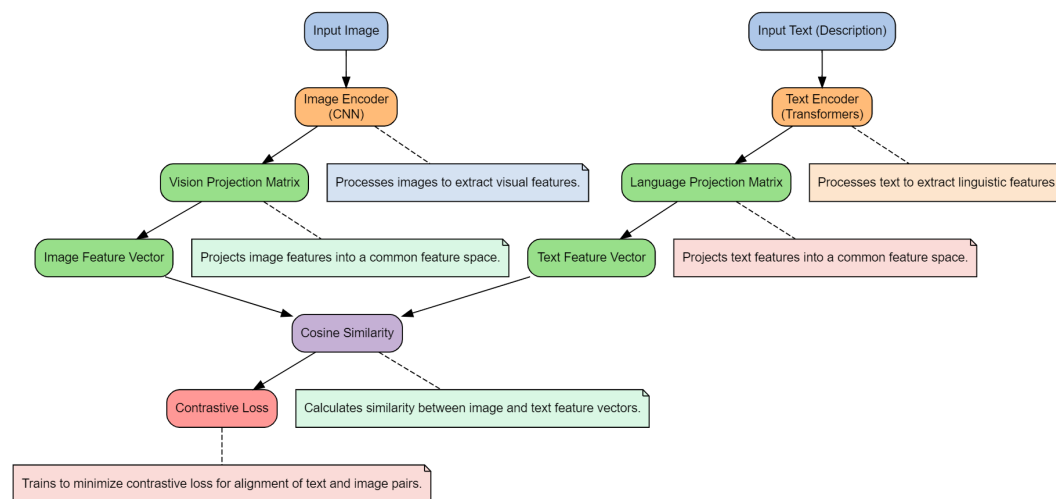 Input Image
Input Text (Description)
Image Encoder
(CNN)
Text Encoder
(Transformers)
Vision Projection Matrix
Processes images to extract visual features.
Language Projection Matrix
Processes text to extract linguistic features.
Image Feature Vector
Projects image features into a common feature space.
Text Feature Vector
Projects text features into a common feature space.
Cosine Similarity
Contrastive Loss
Calculates similarity between image and text feature vectors.
Trains to minimize contrastive loss for alignment of text and image pairs.